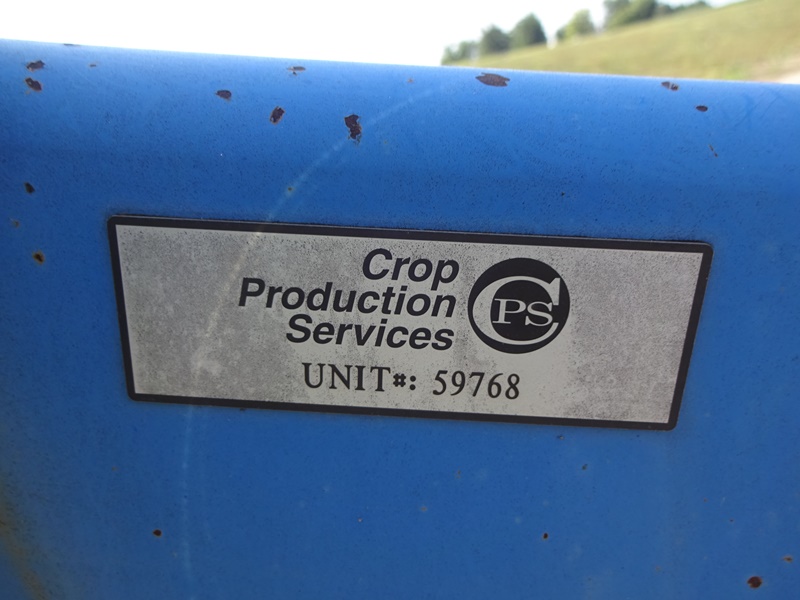 Crop
Production
Services
CPS
UNIT#: 59768